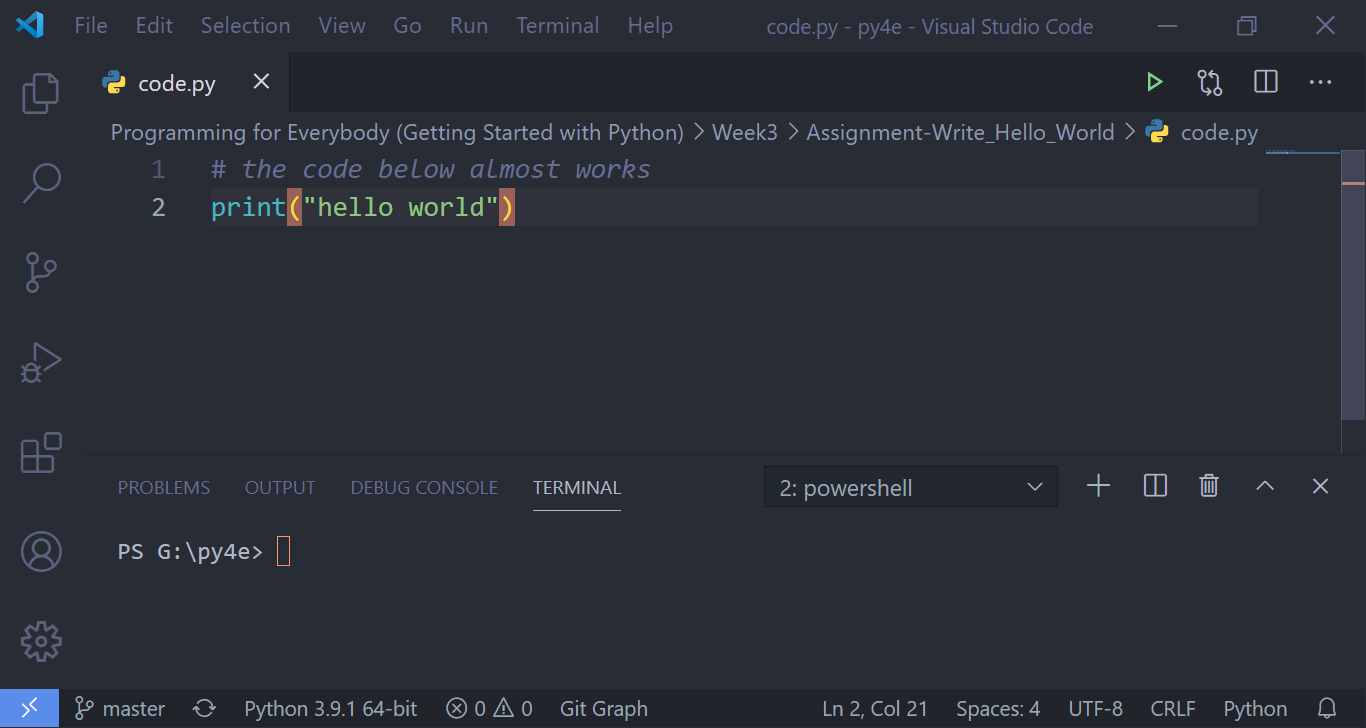 File Edit Selection View Go Run Terminal Help code.py - py4e - Visual Studio Code
code.py
Programming for Everybody (Getting Started with Python) > Week3 > Assignment-Write_Hello_World > code.py
1 # the code below almost works
2 print("hello world")
PROBLEMS OUTPUT DEBUG CONSOLE TERMINAL 2: powershell
PS G:\py4e>
master Python 3.9.1 64-bit 0 0 Git Graph Ln 2, Col 21 Spaces: 4 UTF-8 CRLF Python